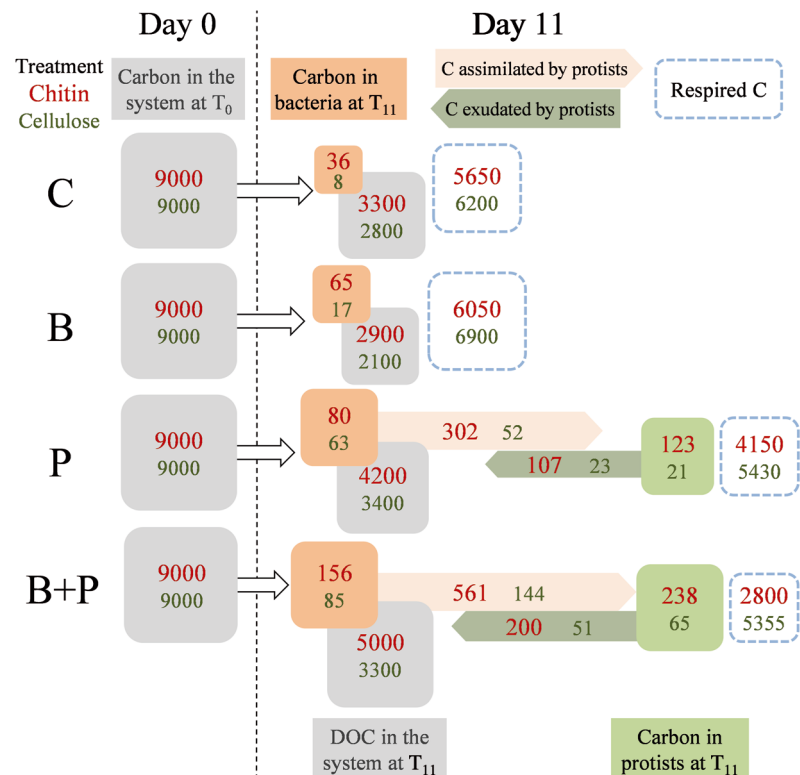 Day 0
Day 11
Treatment
Chitin
Cellulose
Carbon in the
system at T0
Carbon in
bacteria at T11
C assimilated by protists
C exudated by protists
Respired C
C
9000
9000
36
8
3300
2800
5650
6200
B
9000
9000
65
17
2900
2100
6050
6900
P
9000
9000
80
63
4200
3400
302 52
107 23
123
21
4150
5430
B+P
9000
9000
156
85
5000
3300
561 144
200 51
238
65
2800
5355
DOC in the
system at T11
Carbon in
protists at T11